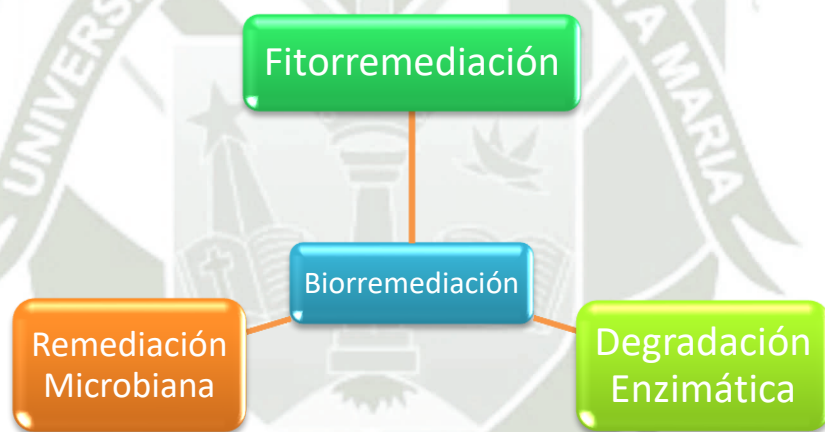 Fitorremediación
Biorremediación
Remediación
Microbiana
Degradación
Enzimática